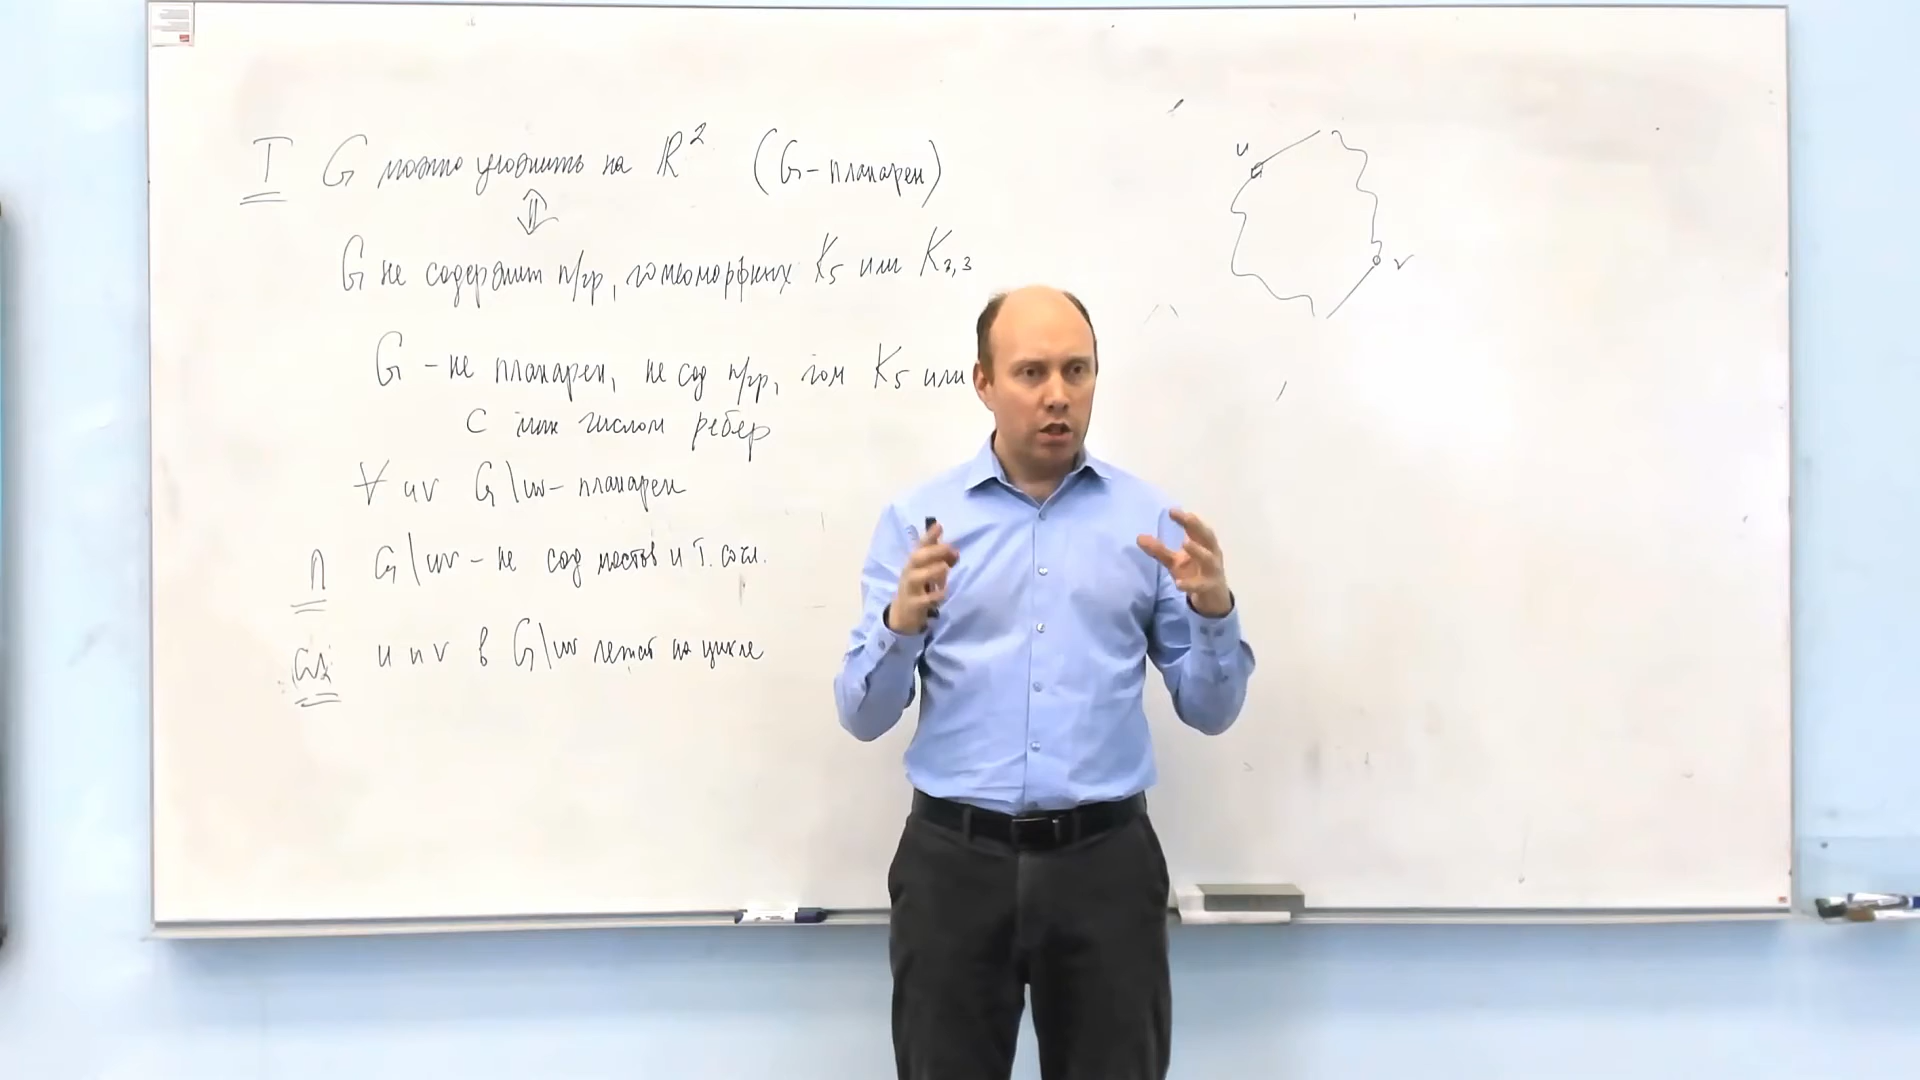 T G можно уложить на R² (G - планарен)
⇕
G не содержит п/гр, гомеоморфных K₅ или K₃,₃
G - не планарен, не сод п/гр, гом K₅ или
с мин числом ребер
∀ uv G\uv - планарен
Л G\uv - не сод мостов и т. соч.
Сл u и v в G\uv лежат на цикле
u
v